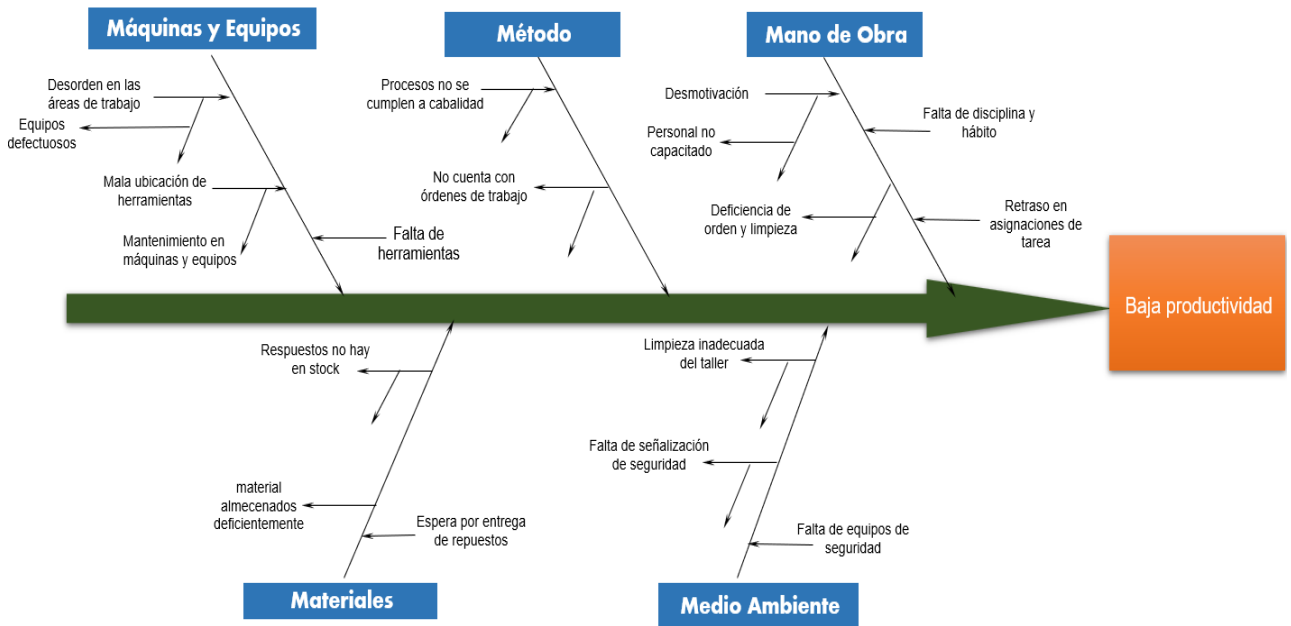 Máquinas y Equipos
Método
Mano de Obra
Desorden en las
áreas de trabajo
Equipos
defectuosos
Mala ubicación de
herramientas
Mantenimiento en
máquinas y equipos
Falta de
herramientas
Procesos no se
cumplen a cabalidad
No cuenta con
órdenes de trabajo
Desmotivación
Personal no
capacitado
Falta de disciplina y
hábito
Deficiencia de
orden y limpieza
Retraso en
asignaciones de
tarea
Baja productividad
Respuestos no hay
en stock
material
almecenados
deficientemente
Espera por entrega
de repuestos
Limpieza inadecuada
del taller
Falta de señalización
de seguridad
Falta de equipos de
seguridad
Materiales
Medio Ambiente